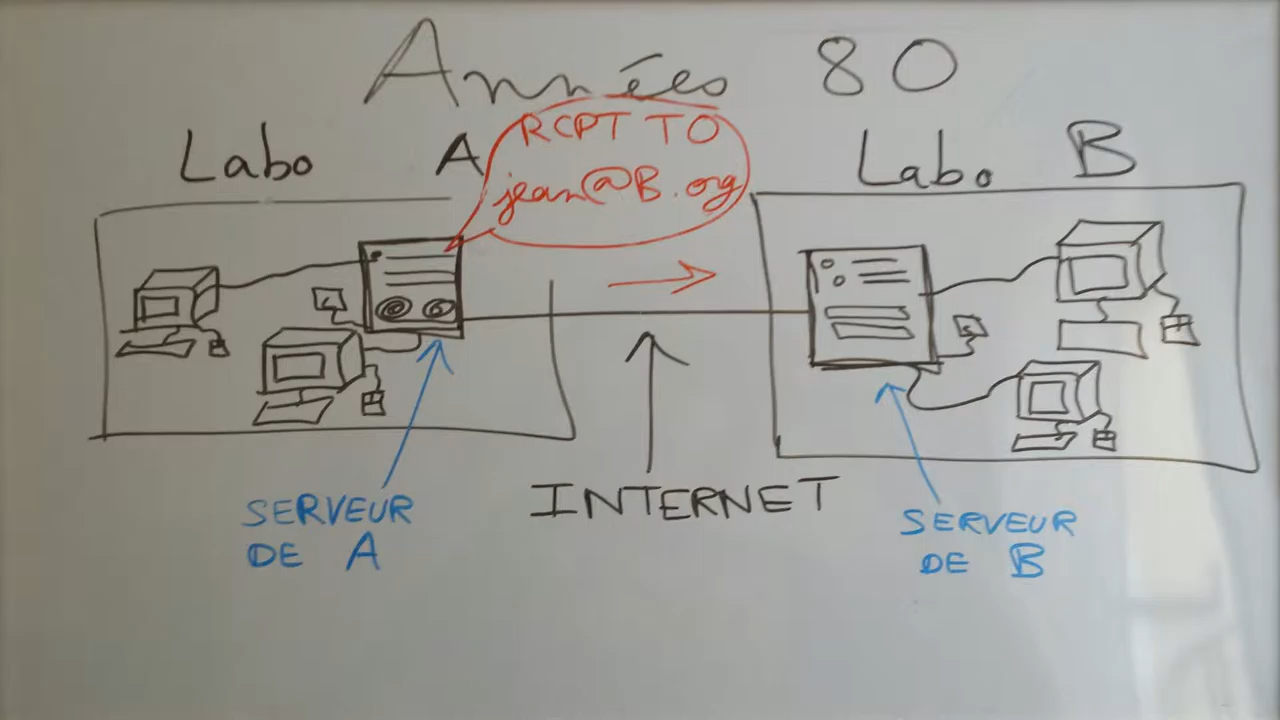 Années 80
Labo A
RCPT TO
jean@B.org
Labo B
INTERNET
SERVEUR
DE A
SERVEUR
DE B